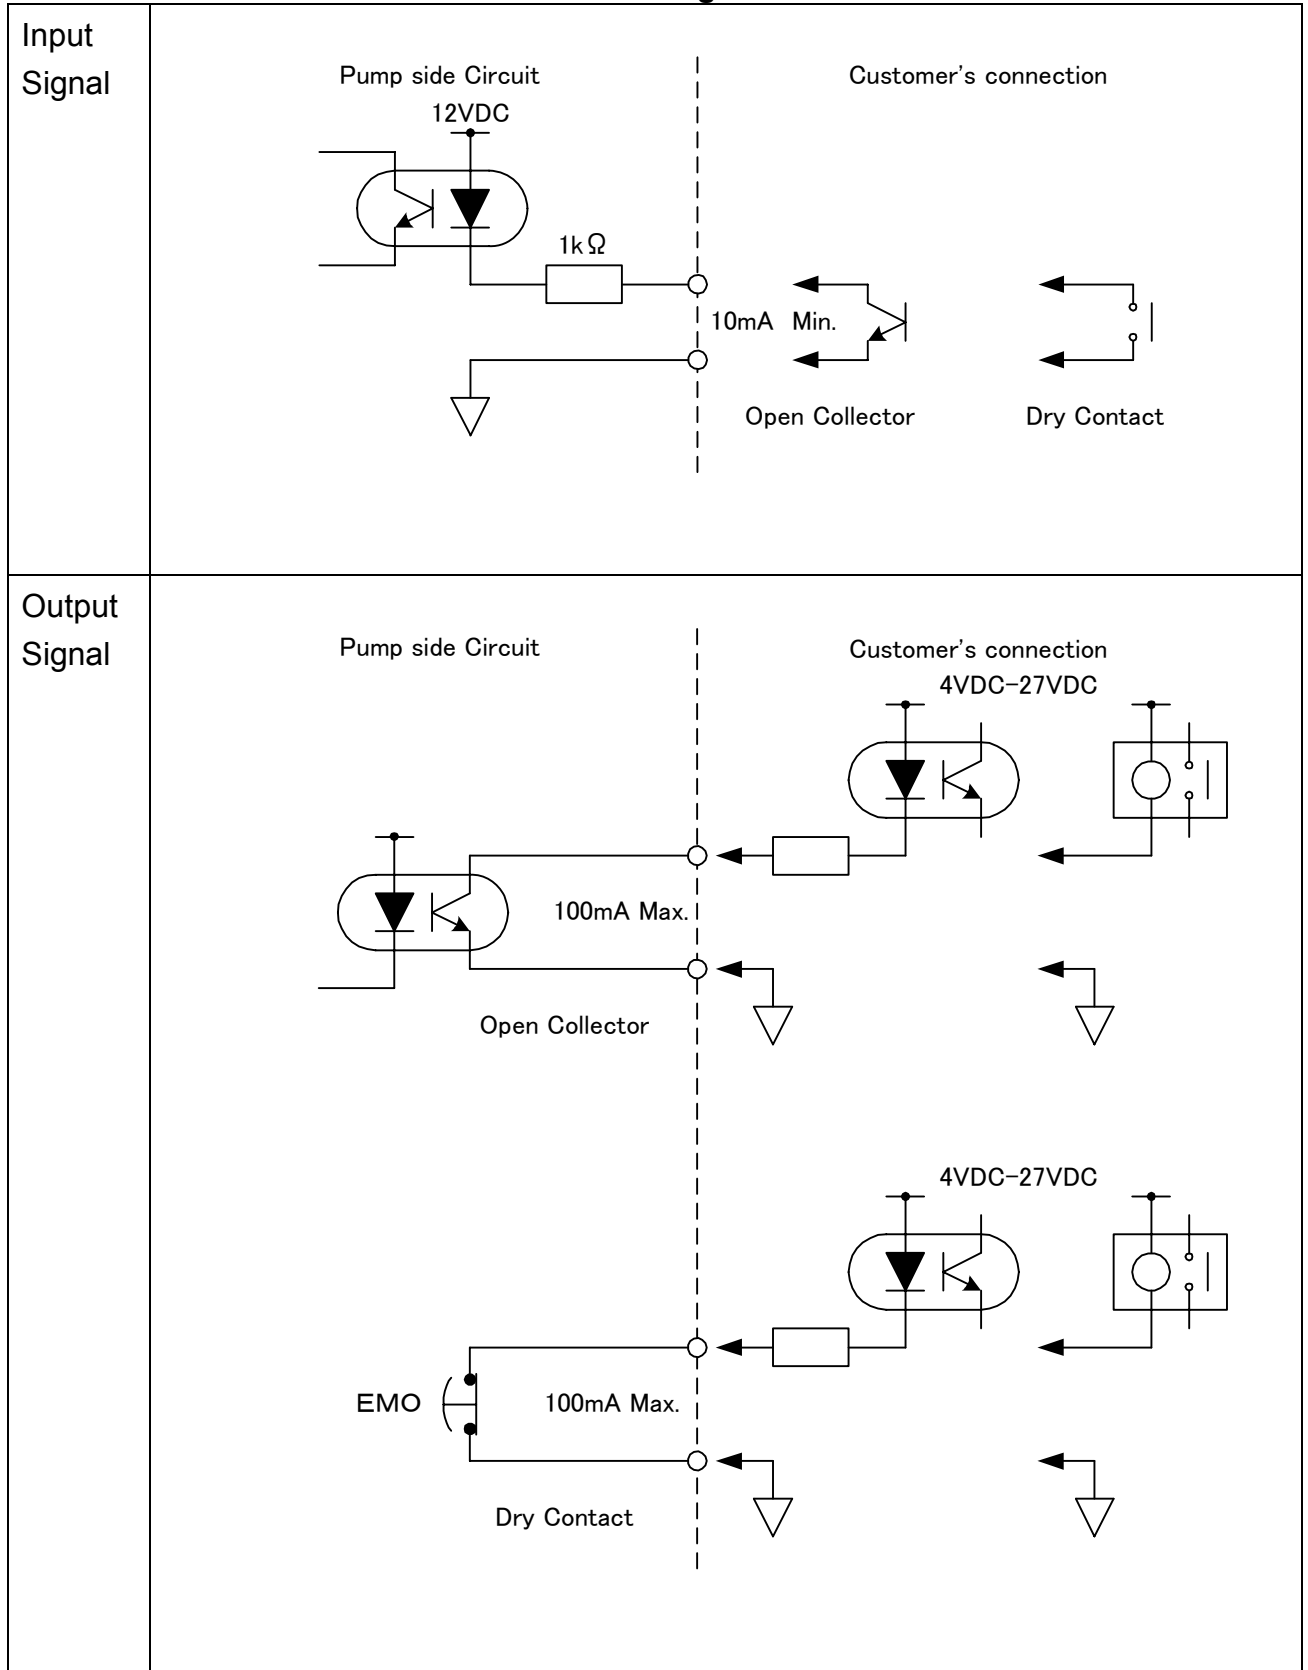 Input
Signal
Pump side Circuit
Customer's connection
12VDC
1kΩ
10mA Min.
Open Collector
Dry Contact
Output
Signal
Pump side Circuit
Customer's connection
4VDC-27VDC
100mA Max.
Open Collector
4VDC-27VDC
EMO
100mA Max.
Dry Contact